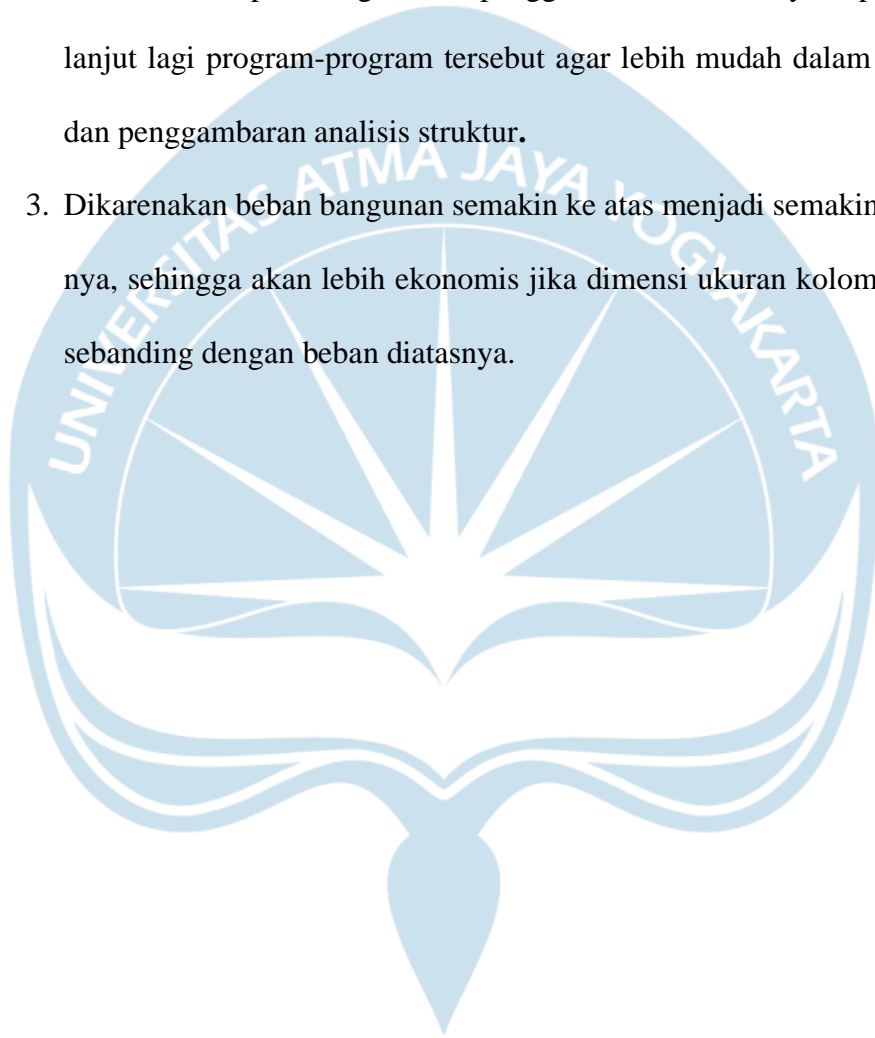 lanjut lagi program-program tersebut agar lebih mudah dalam
dan penggambaran analisis struktur.
3. Dikarenakan beban bangunan semakin ke atas menjadi semakin
nya, sehingga akan lebih ekonomis jika dimensi ukuran kolom
sebanding dengan beban diatasnya.
UNIVERSITAS ATMA JAYA YOGYAKARTA